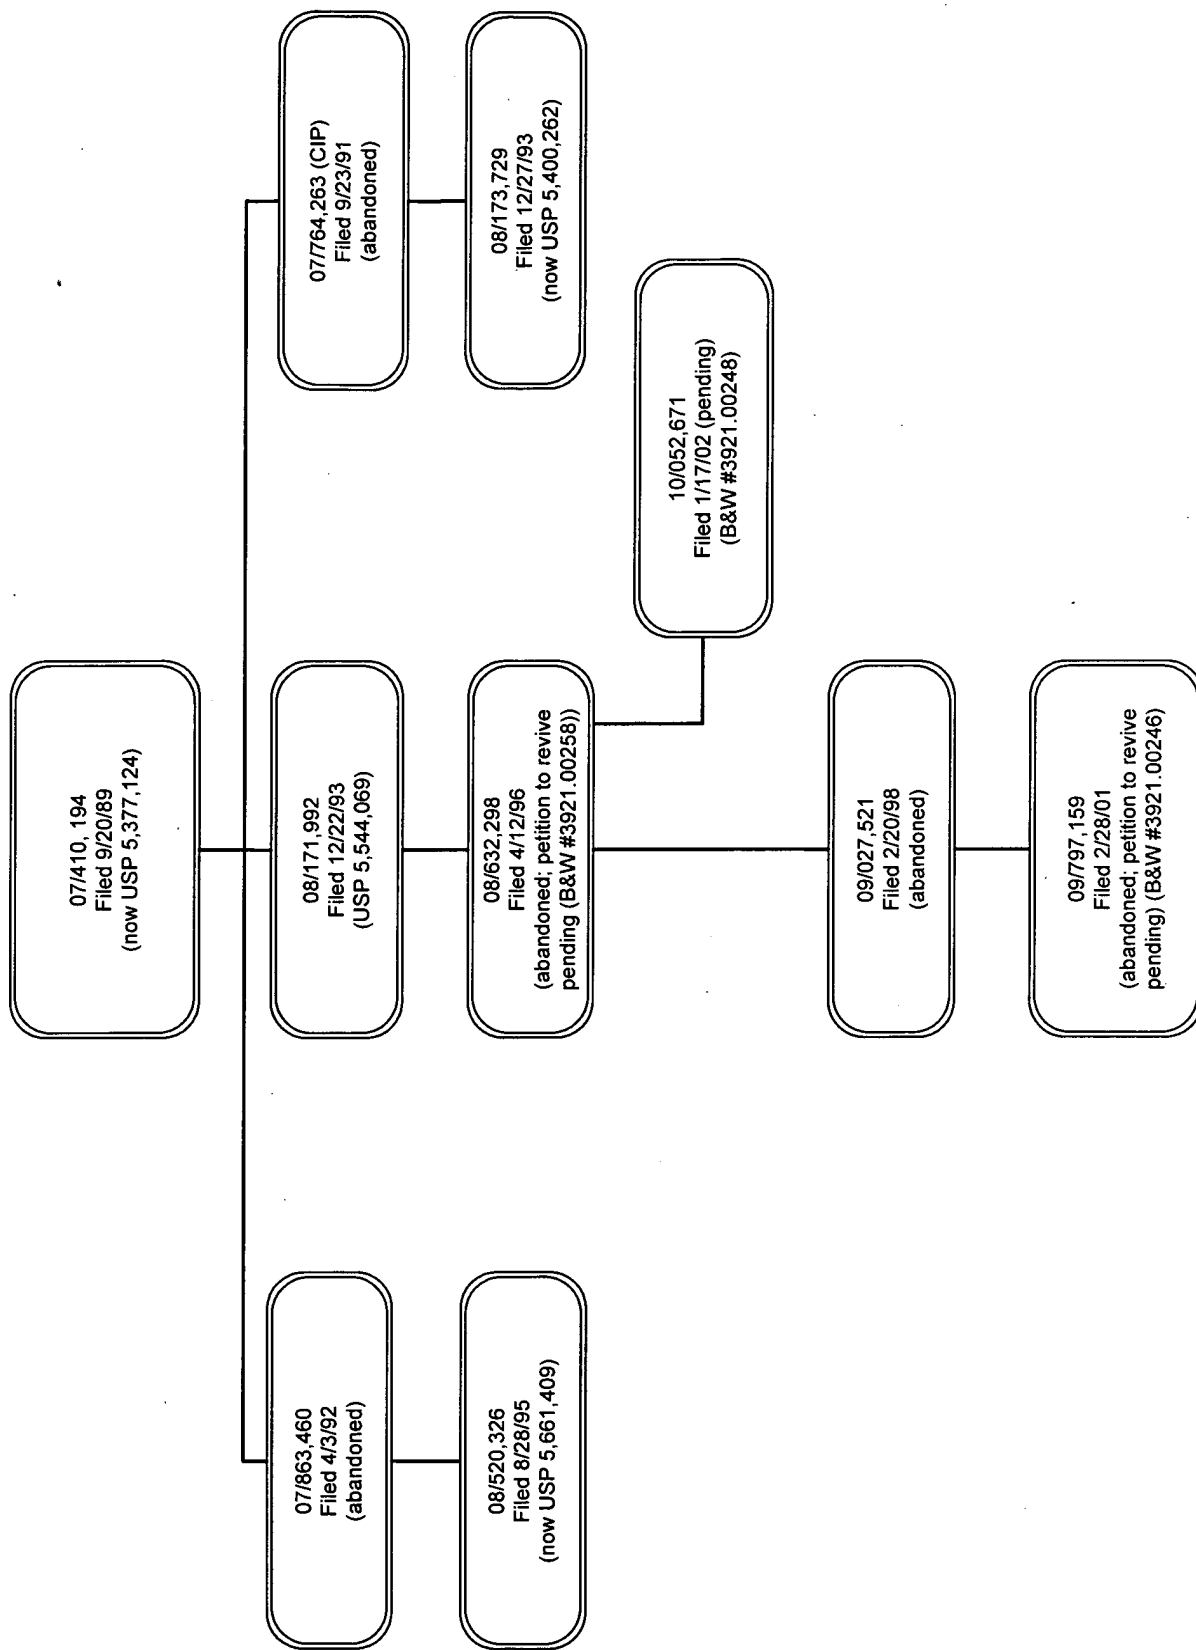 07/410, 194
Filed 9/20/89
(now USP 5,377,124)
07/863,460
Filed 4/3/92
(abandoned)
08/171,992
Filed 12/22/93
(USP 5,544,069)
07/764,263 (CIP)
Filed 9/23/91
(abandoned)
08/520,326
Filed 8/28/95
(now USP 5,661,409)
08/632,298
Filed 4/12/96
(abandoned; petition to revive
pending (B&W #3921.00258))
08/173,729
Filed 12/27/93
(now USP 5,400,262)
10/052,671
Filed 1/17/02 (pending)
(B&W #3921.00248)
09/027,521
Filed 2/20/98
(abandoned)
09/797,159
Filed 2/28/01
(abandoned; petition to revive
pending) (B&W #3921.00246)